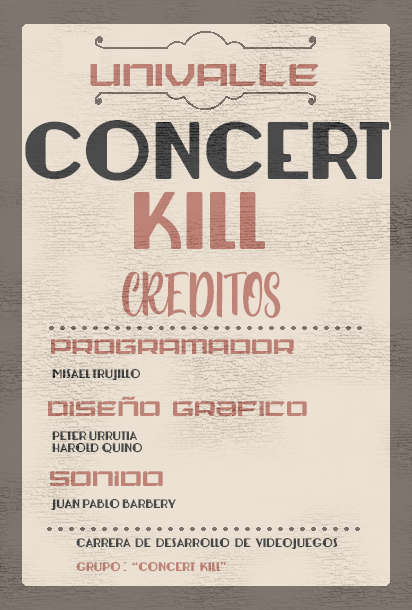 UNIVALLE
CONCERT
KILL
CREDITOS
PROGRAMADOR
MISAEL TRUJILLO
DISEÑO GRAFICO
PETER URRUTIA
HAROLD QUINO
SONIDO
JUAN PABLO BARBERY
CARRERA DE DESARROLLO DE VIDEOJUEGOS
GRUPO: "CONCERT KILL"